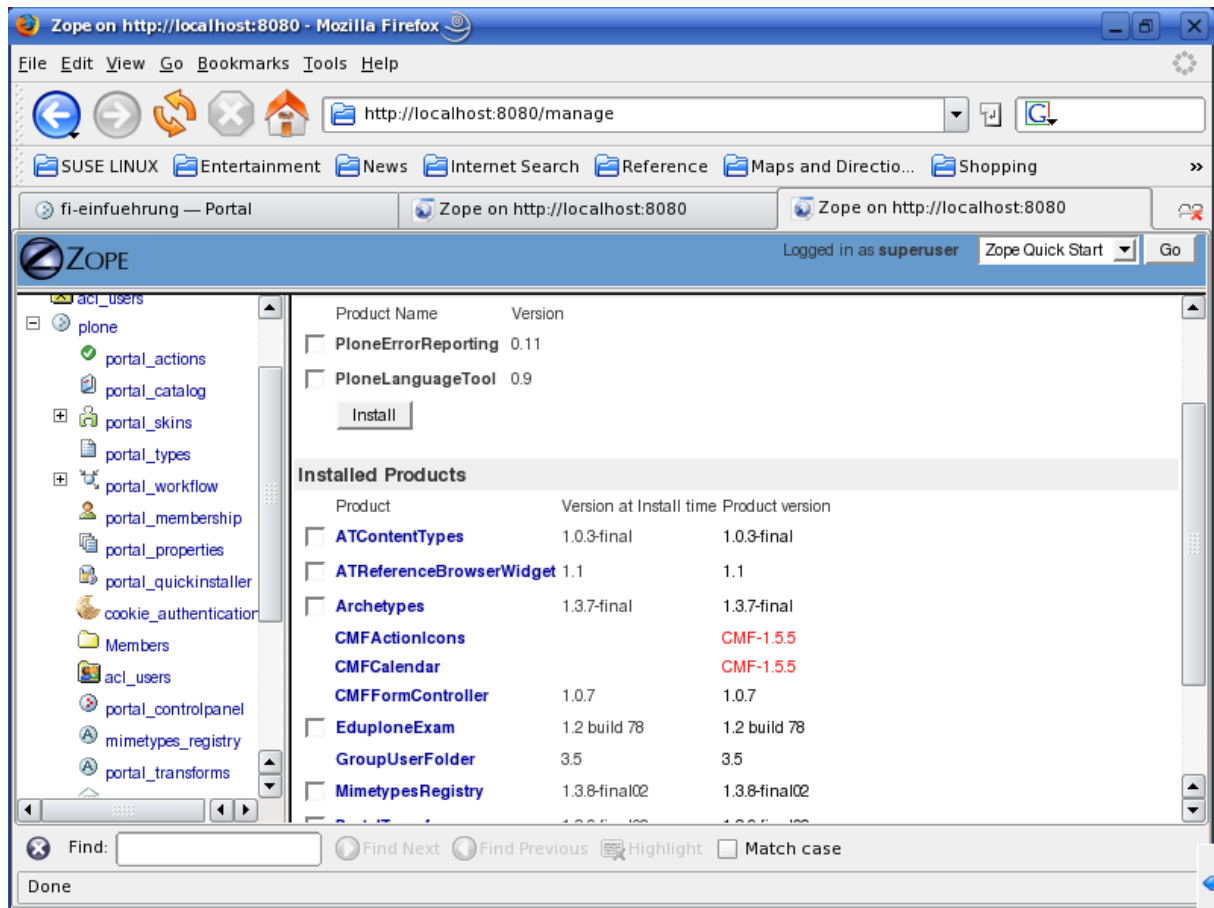 Zope on http://localhost:8080 - Mozilla Firefox
File Edit View Go Bookmarks Tools Help
http://localhost:8080/manage
G
SUSE LINUX Entertainment News Internet Search Reference Maps and Directio... Shopping »
fi-einfuehrung — Portal Zope on http://localhost:8080 Zope on http://localhost:8080
ZOPE Logged in as superuser Zope Quick Start Go
acl_users
plone
portal_actions
portal_catalog
portal_skins
portal_types
portal_workflow
portal_membership
portal_properties
portal_quickinstaller
cookie_authentication
Members
acl_users
portal_controlpanel
mimetypes_registry
portal_transforms
Product Name Version
PloneErrorReporting 0.11
PloneLanguageTool 0.9
Install
Installed Products
Product Version at Install time Product version
ATContentTypes 1.0.3-final 1.0.3-final
ATReferenceBrowserWidget 1.1 1.1
Archetypes 1.3.7-final 1.3.7-final
CMFActionIcons CMF-1.5.5
CMFCalendar CMF-1.5.5
CMFFormController 1.0.7 1.0.7
EduploneExam 1.2 build 78 1.2 build 78
GroupUserFolder 3.5 3.5
MimetypesRegistry 1.3.8-final02 1.3.8-final02
Find: Find Next Find Previous Highlight Match case
Done